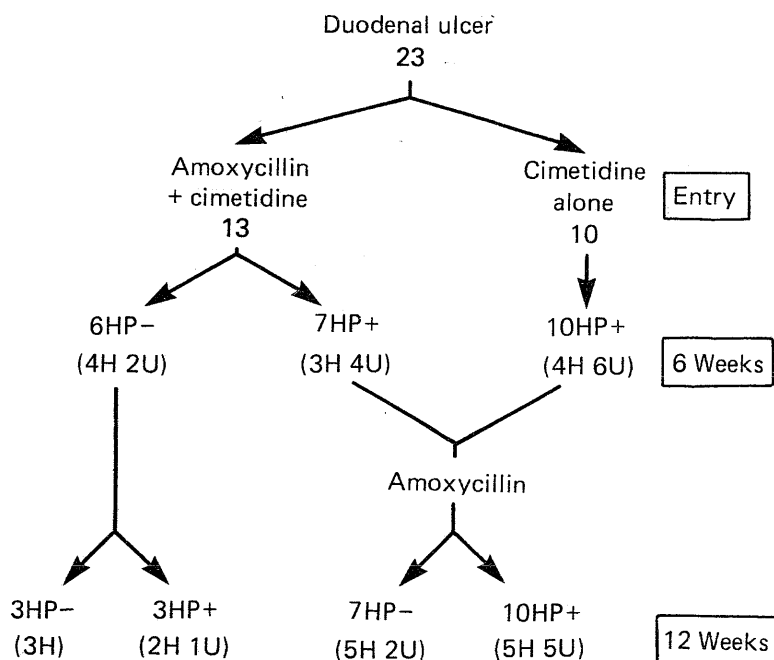 Duodenal ulcer
23
Amoxycillin
+ cimetidine
13
Cimetidine
alone
10
Entry
6HP−
(4H 2U)
7HP+
(3H 4U)
10HP+
(4H 6U)
6 Weeks
Amoxycillin
3HP−
(3H)
3HP+
(2H 1U)
7HP−
(5H 2U)
10HP+
(5H 5U)
12 Weeks